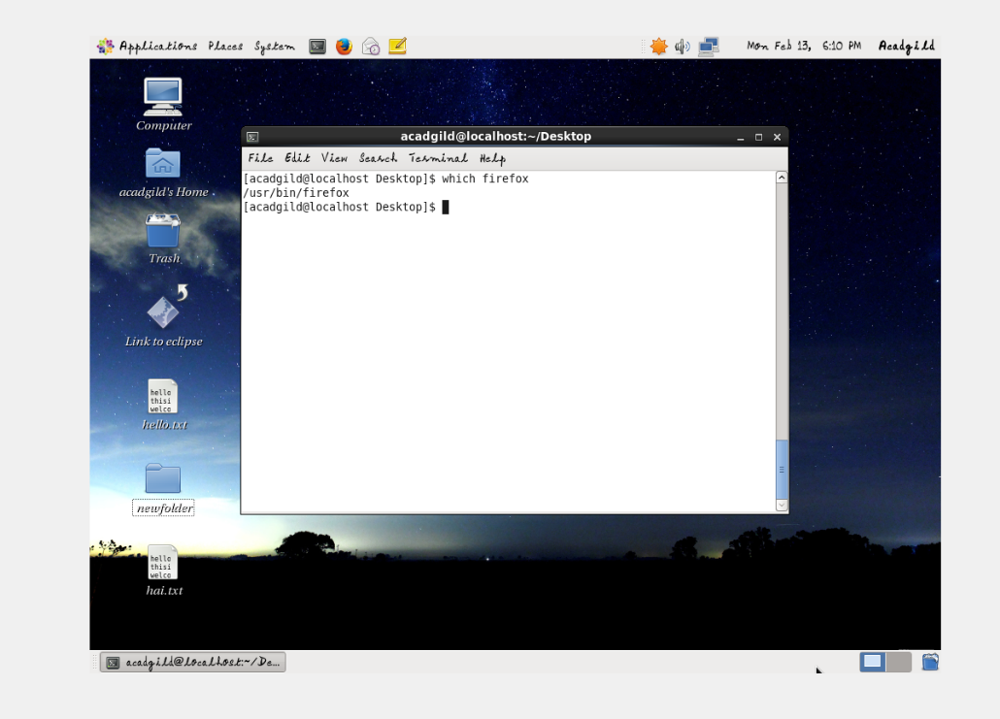 Applications Places System Mon Feb 13, 6:10 PM Acadgild
Computer
acadgild's Home
Trash
Link to eclipse
hello
thisi
welco
hello.txt
newfolder
hello
thisi
welco
hai.txt
acadgild@localhost:~/Desktop
File Edit View Search Terminal Help
[acadgild@localhost Desktop]$ which firefox
/usr/bin/firefox
[acadgild@localhost Desktop]$
acadgild@localhost:~/De...